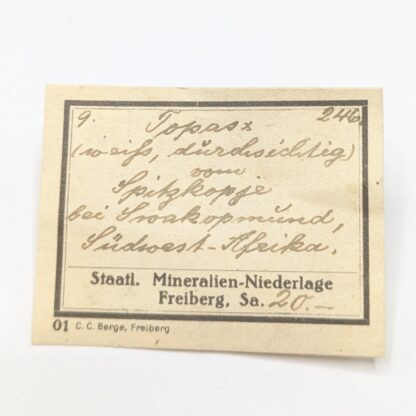 9. Topas x 246.
(weiß, durchsichtig)
vom
Spitzkopje
bei Swakopmund,
Südwest-Afrika.
Staatl. Mineralien-Niederlage
Freiberg, Sa. 20.-
01 C. C. Berge, Freiberg